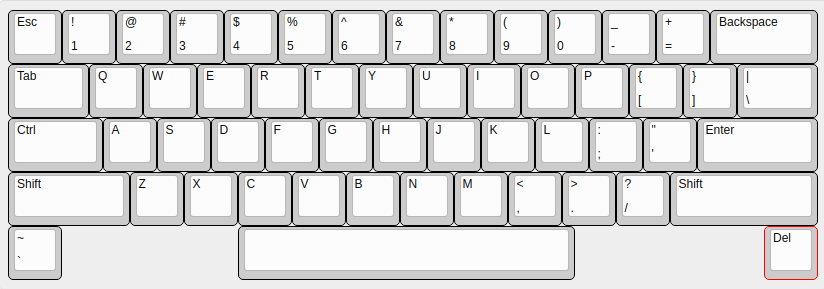 Esc ! @ # $ % ^ & * ( ) _ + Backspace
1 2 3 4 5 6 7 8 9 0 - =
Tab Q W E R T Y U I O P { } |
[ ] \
Ctrl A S D F G H J K L : " Enter
; '
Shift Z X C V B N M < > ? Shift
, . /
~ Del
`